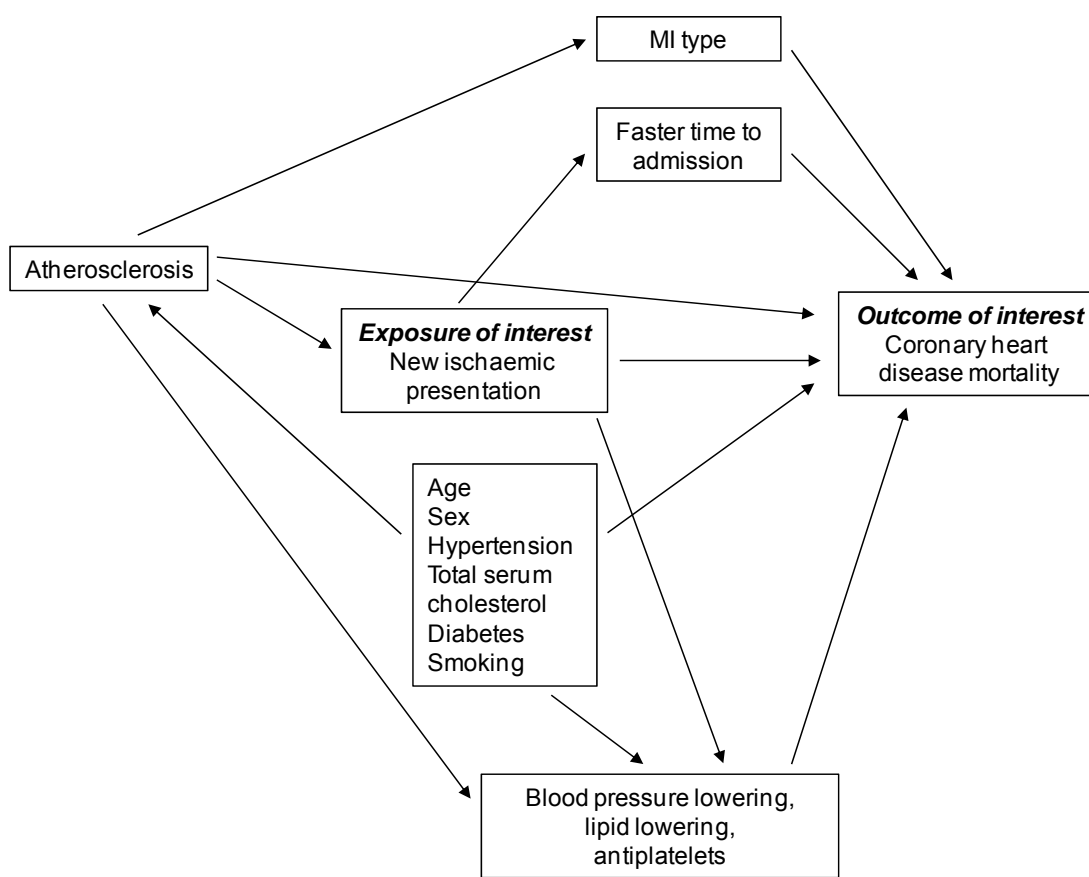 MI type
Faster time to
admission
Atherosclerosis
Exposure of interest
New ischaemic
presentation
Outcome of interest
Coronary heart
disease mortality
Age
Sex
Hypertension
Total serum
cholesterol
Diabetes
Smoking
Blood pressure lowering,
lipid lowering,
antiplatelets